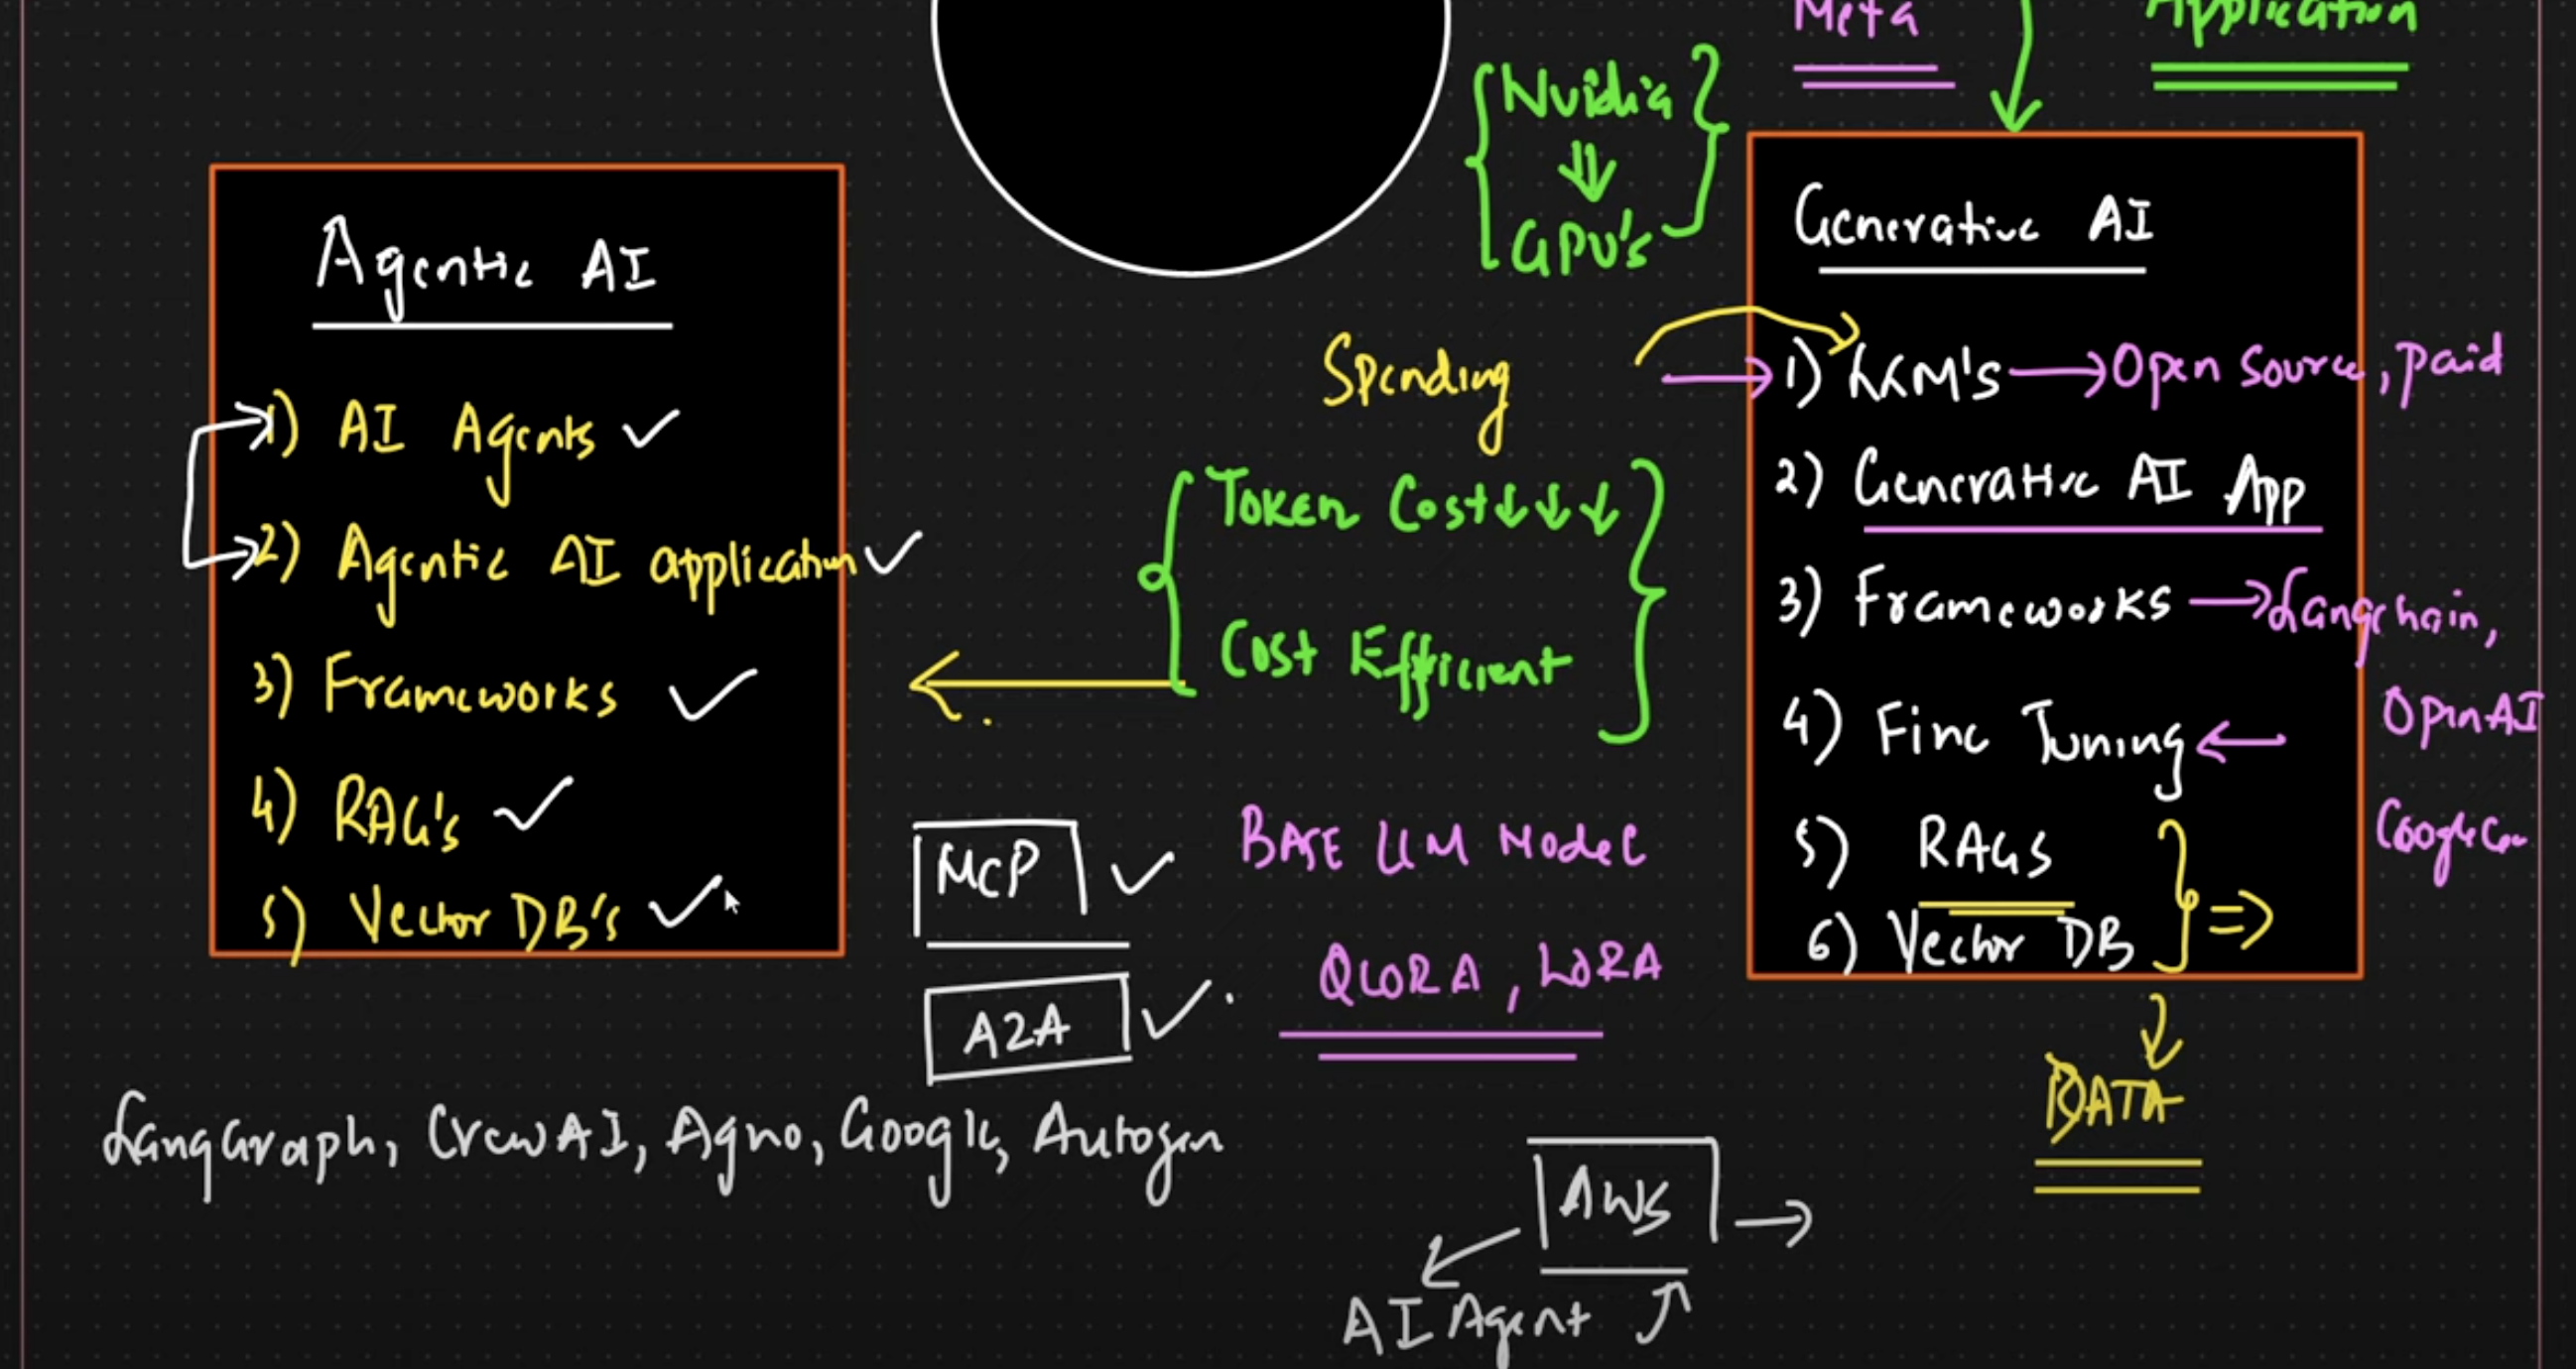 Meta
Application
Nvidia
GPU's
Agentic AI
1) AI Agents
2) Agentic AI application
3) Frameworks
4) RAG's
5) Vector DB's
Spending
Token Cost
Cost Efficient
MCP
A2A
BASE LLM Model
QLORA, LORA
Generative AI
1) LLM's → Open Source, paid
2) Generative AI App
3) Frameworks → Langchain,
OpenAI
4) Fine Tuning ←
Google
5) RAGS
6) Vector DB
⇒
DATA
LangGraph, CrewAI, Agno, Google, Autogen
AWS →
AI Agent